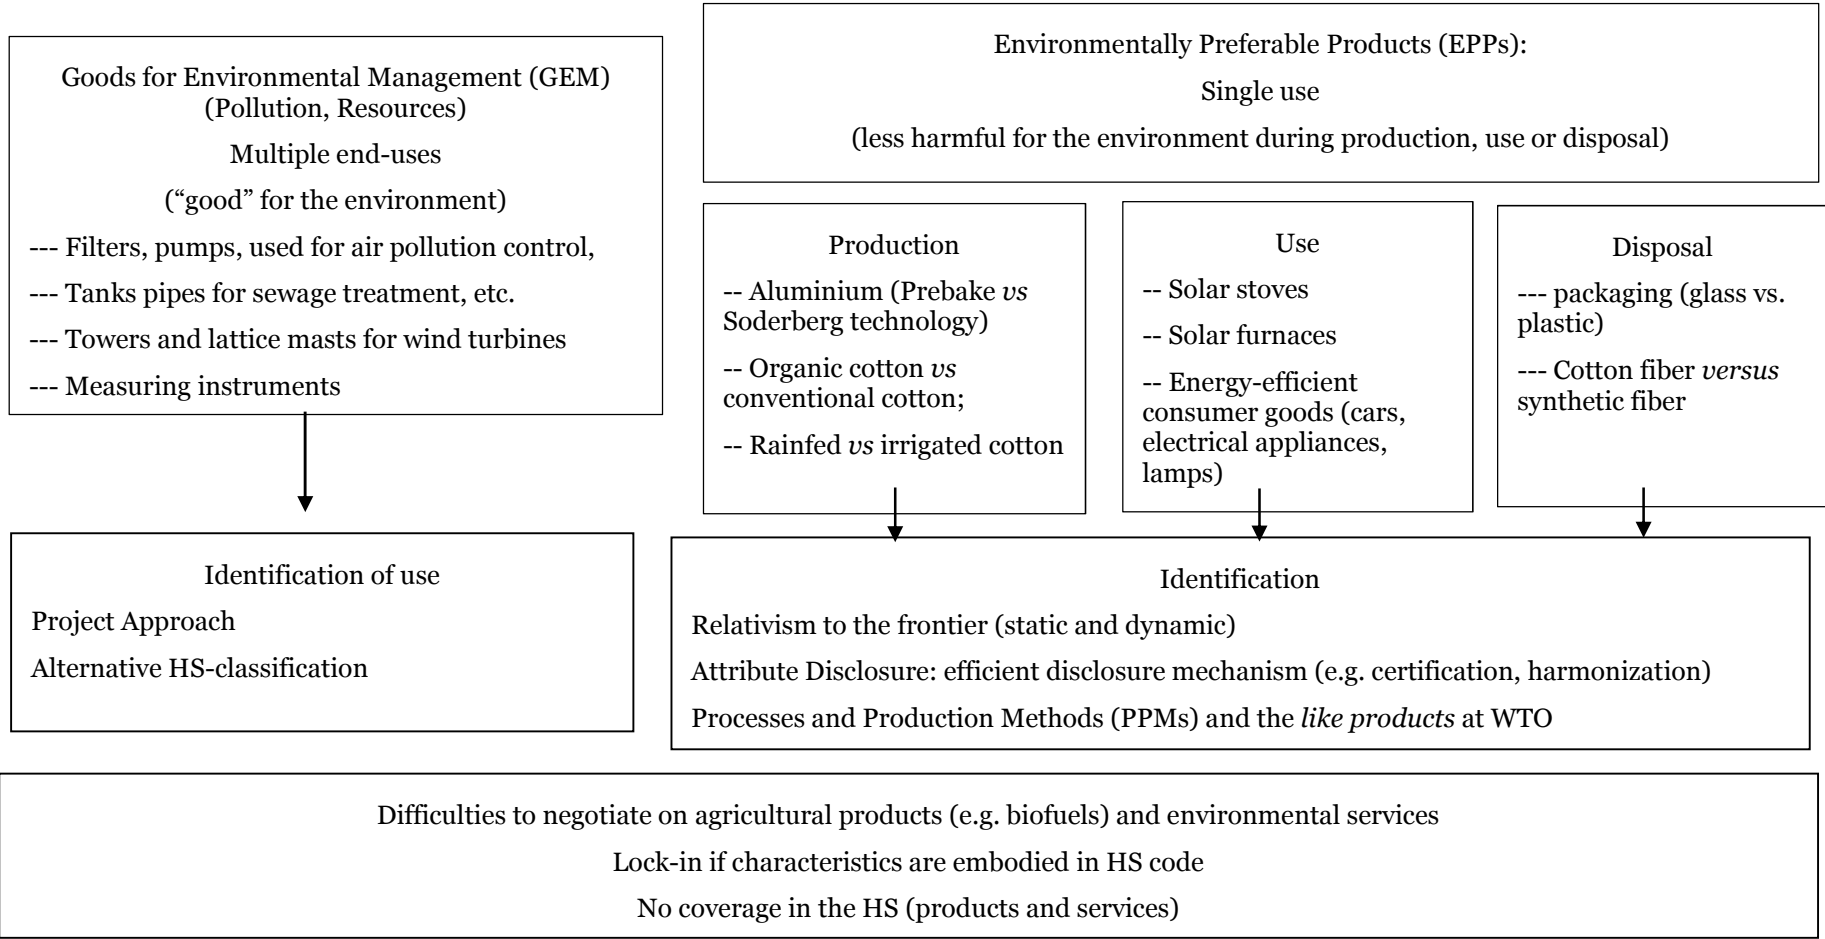 Goods for Environmental Management (GEM)
(Pollution, Resources)
Multiple end-uses
(“good” for the environment)
--- Filters, pumps, used for air pollution control,
--- Tanks pipes for sewage treatment, etc.
--- Towers and lattice masts for wind turbines
--- Measuring instruments
Environmentally Preferable Products (EPPs):
Single use
(less harmful for the environment during production, use or disposal)
Production
-- Aluminium (Prebake vs
Soderberg technology)
-- Organic cotton vs
conventional cotton;
-- Rainfed vs irrigated cotton
Use
-- Solar stoves
-- Solar furnaces
-- Energy-efficient
consumer goods (cars,
electrical appliances,
lamps)
Disposal
--- packaging (glass vs.
plastic)
--- Cotton fiber versus
synthetic fiber
Identification of use
Project Approach
Alternative HS-classification
Identification
Relativism to the frontier (static and dynamic)
Attribute Disclosure: efficient disclosure mechanism (e.g. certification, harmonization)
Processes and Production Methods (PPMs) and the like products at WTO
Difficulties to negotiate on agricultural products (e.g. biofuels) and environmental services
Lock-in if characteristics are embodied in HS code
No coverage in the HS (products and services)